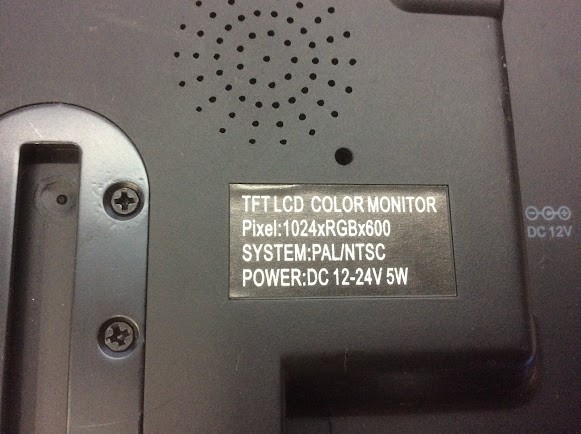 TFT LCD COLOR MONITOR
Pixel:1024xRGBx600
SYSTEM:PAL/NTSC
POWER:DC 12-24V 5W
DC 12V